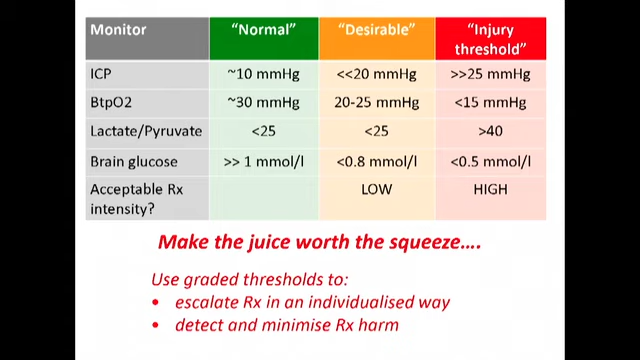 Monitor “Normal” “Desirable” “Injury threshold”
ICP ~10 mmHg <<20 mmHg >>25 mmHg
BtpO2 ~30 mmHg 20-25 mmHg <15 mmHg
Lactate/Pyruvate <25 <25 >40
Brain glucose >> 1 mmol/l <0.8 mmol/l <0.5 mmol/l
Acceptable Rx intensity? LOW HIGH
Make the juice worth the squeeze....
Use graded thresholds to:
• escalate Rx in an individualised way
• detect and minimise Rx harm